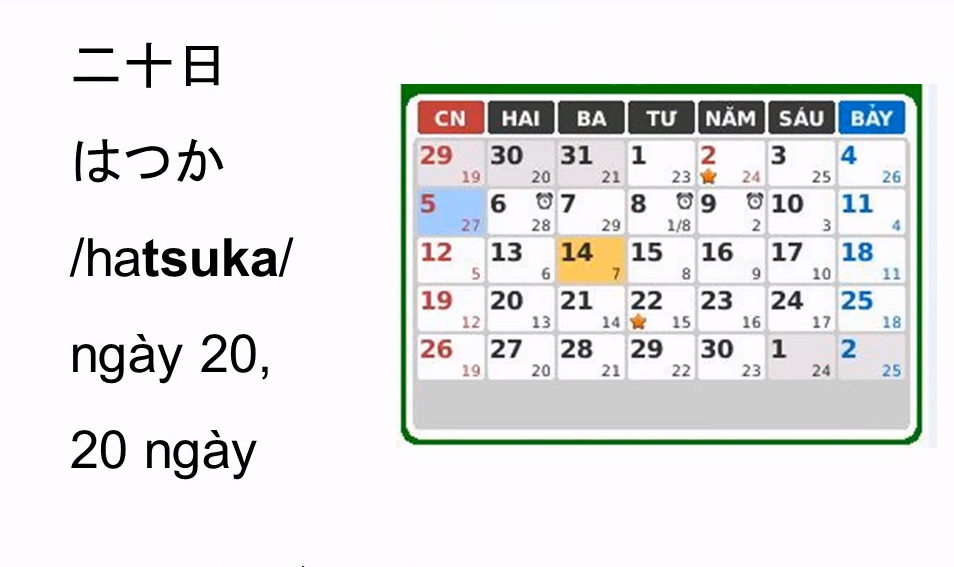 二十日
はつか
/hatsuka/
ngày 20,
20 ngày
CN HAI BA TƯ NĂM SÁU BẢY
29 19 30 20 31 21 1 23 2 24 3 25 4 26
5 27 6 28 7 29 8 1/8 9 2 10 3 11 4
12 5 13 6 14 7 15 8 16 9 17 10 18 11
19 12 20 13 21 14 22 15 23 16 24 17 25 18
26 19 27 20 28 21 29 22 30 23 1 24 2 25